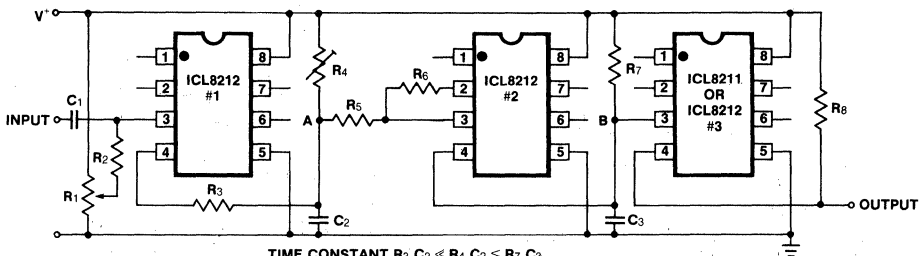 V+
1
8
ICL8212
#1
2
7
3
6
4
5
C1
INPUT
R2
R1
R3
R4
A
R5
R6
C2
1
8
ICL8212
#2
2
7
3
6
4
5
R7
B
C3
1
8
ICL8211
OR
ICL8212
#3
2
7
3
6
4
5
R8
OUTPUT
TIME CONSTANT R3 C2 ≪ R4 C2 ≤ R7 C3